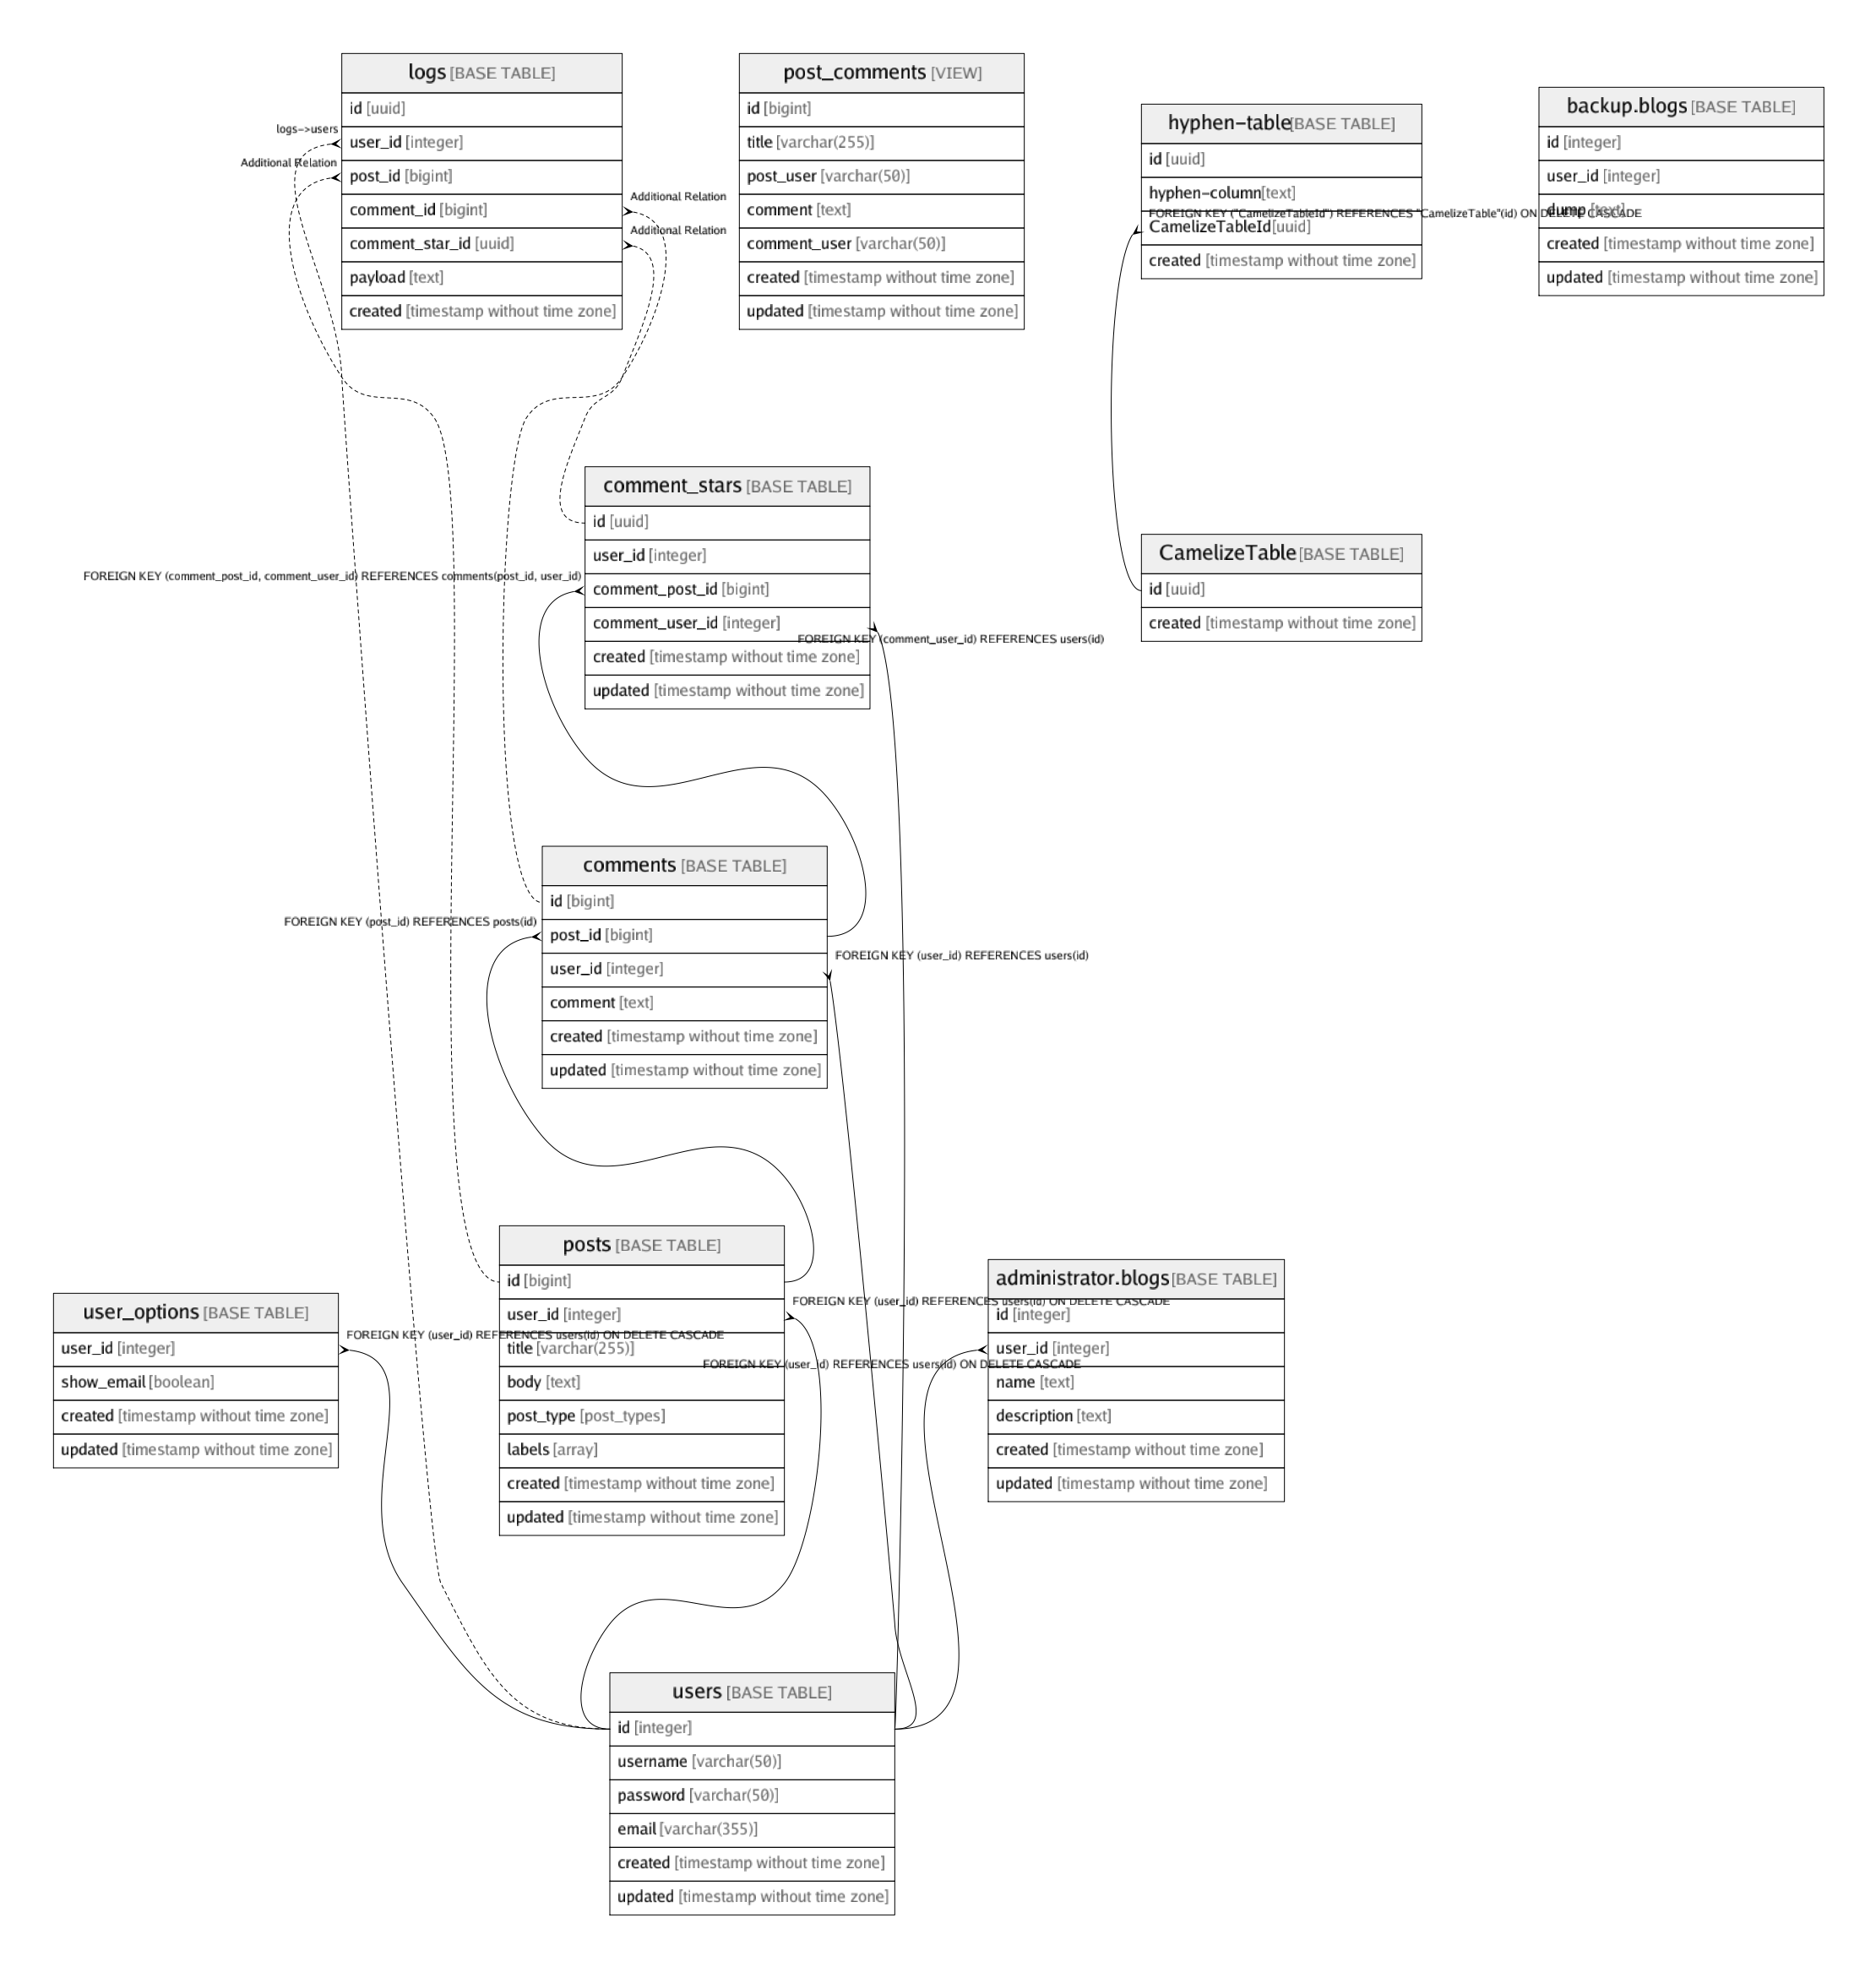 logs [BASE TABLE]
id [uuid]
logs->users
user_id [integer]
Additional Relation
post_id [bigint]
Additional Relation
comment_id [bigint]
Additional Relation
comment_star_id [uuid]
payload [text]
created [timestamp without time zone]
post_comments [VIEW]
id [bigint]
title [varchar(255)]
post_user [varchar(50)]
comment [text]
comment_user [varchar(50)]
created [timestamp without time zone]
updated [timestamp without time zone]
hyphen-table [BASE TABLE]
id [uuid]
hyphen-column [text]
FOREIGN KEY ("CamelizeTableId") REFERENCES "CamelizeTable"(id) ON DELETE CASCADE
CamelizeTableId [uuid]
created [timestamp without time zone]
backup.blogs [BASE TABLE]
id [integer]
user_id [integer]
dump [text]
created [timestamp without time zone]
updated [timestamp without time zone]
comment_stars [BASE TABLE]
id [uuid]
user_id [integer]
FOREIGN KEY (comment_post_id, comment_user_id) REFERENCES comments(post_id, user_id)
comment_post_id [bigint]
comment_user_id [integer]
FOREIGN KEY (comment_user_id) REFERENCES users(id)
created [timestamp without time zone]
updated [timestamp without time zone]
CamelizeTable [BASE TABLE]
id [uuid]
created [timestamp without time zone]
comments [BASE TABLE]
id [bigint]
FOREIGN KEY (post_id) REFERENCES posts(id)
post_id [bigint]
FOREIGN KEY (user_id) REFERENCES users(id)
user_id [integer]
comment [text]
created [timestamp without time zone]
updated [timestamp without time zone]
user_options [BASE TABLE]
FOREIGN KEY (user_id) REFERENCES users(id) ON DELETE CASCADE
user_id [integer]
show_email [boolean]
created [timestamp without time zone]
updated [timestamp without time zone]
posts [BASE TABLE]
id [bigint]
FOREIGN KEY (user_id) REFERENCES users(id) ON DELETE CASCADE
user_id [integer]
title [varchar(255)]
body [text]
post_type [post_types]
labels [array]
created [timestamp without time zone]
updated [timestamp without time zone]
administrator.blogs [BASE TABLE]
id [integer]
user_id [integer]
FOREIGN KEY (user_id) REFERENCES users(id) ON DELETE CASCADE
name [text]
description [text]
created [timestamp without time zone]
updated [timestamp without time zone]
users [BASE TABLE]
id [integer]
username [varchar(50)]
password [varchar(50)]
email [varchar(355)]
created [timestamp without time zone]
updated [timestamp without time zone]